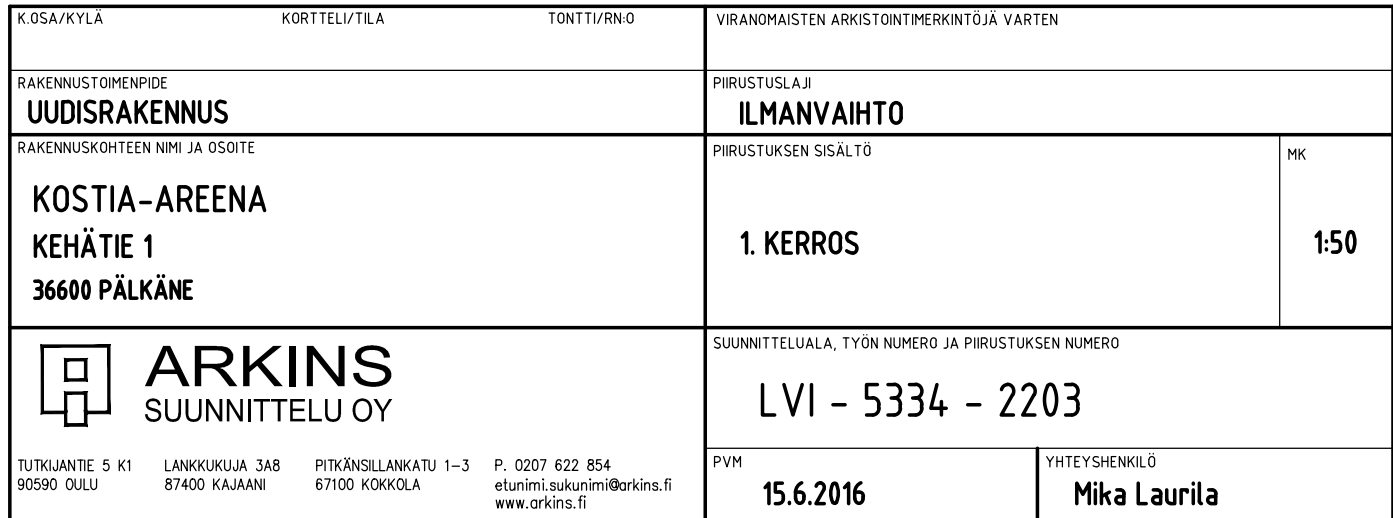 K.OSA/KYLÄ KORTTELI/TILA TONTTI/RN:O
VIRANOMAISTEN ARKISTOINTIMERKINTÖJÄ VARTEN
RAKENNUSTOIMENPIDE
UUDISRAKENNUS
PIIRUSTUSLAJI
ILMANVAIHTO
RAKENNUSKOHTEEN NIMI JA OSOITE
KOSTIA-AREENA
KEHÄTIE 1
36600 PÄLKÄNE
PIIRUSTUKSEN SISÄLTÖ
1. KERROS
MK
1:50
ARKINS
SUUNNITTELU OY
TUTKIJANTIE 5 K1
90590 OULU
LANKKUKUJA 3A8
87400 KAJAANI
PITKÄNSILLANKATU 1-3
67100 KOKKOLA
P. 0207 622 854
etunimi.sukunimi@arkins.fi
www.arkins.fi
SUUNNITTELUALA, TYÖN NUMERO JA PIIRUSTUKSEN NUMERO
LVI - 5334 - 2203
PVM
15.6.2016
YHTEYSHENKILÖ
Mika Laurila